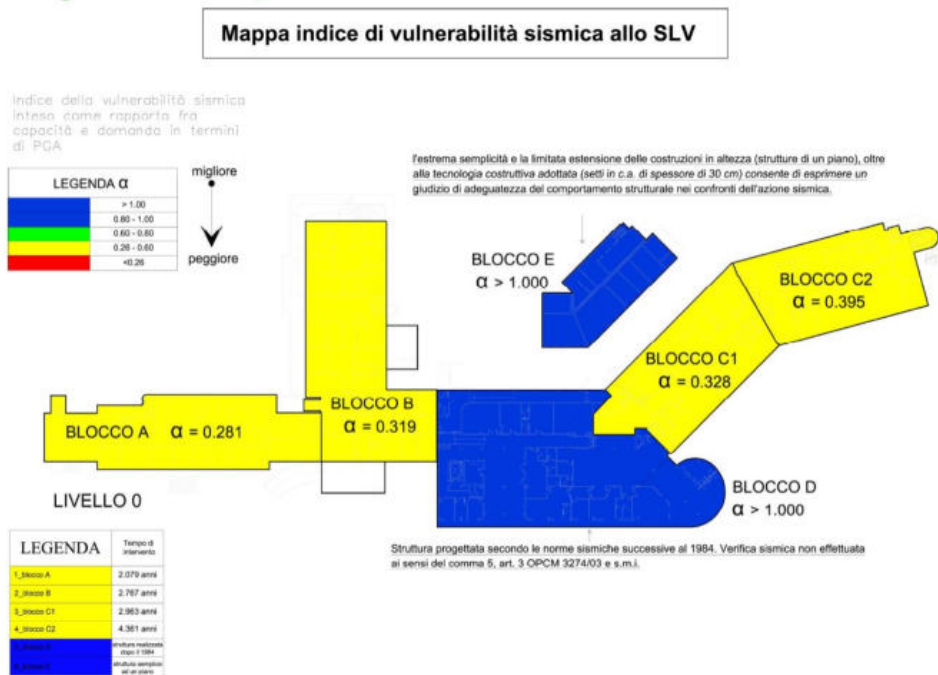 Mappa indice di vulnerabilità sismica allo SLV
Indice della vulnerabilità sismica
inteso come rapporto fra
capacità e domanda in termini
di PGA
LEGENDA α
> 1.00
0.80 - 1.00
0.60 - 0.80
0.26 - 0.60
<0.26
migliore
peggiore
l'estrema semplicità e la limitata estensione delle costruzioni in altezza (strutture di un piano), oltre
alla tecnologia costruttiva adottata (setti in c.a. di spessore di 30 cm) consente di esprimere un
giudizio di adeguatezza del comportamento strutturale nei confronti dell'azione sismica.
BLOCCO E
α > 1.000
BLOCCO C2
α = 0.395
BLOCCO C1
α = 0.328
BLOCCO B
α = 0.319
BLOCCO A α = 0.281
LIVELLO 0
BLOCCO D
α > 1.000
Struttura progettata secondo le norme sismiche successive al 1984. Verifica sismica non effettuata
ai sensi del comma 5, art. 3 OPCM 3274/03 e s.m.i.
LEGENDA Tempo di
intervento
1_blocco A 2.079 anni
2_blocco B 2.767 anni
3_blocco C1 2.963 anni
4_blocco C2 4.361 anni
struttura realizzata
dopo il 1984
struttura semplice
ad un piano